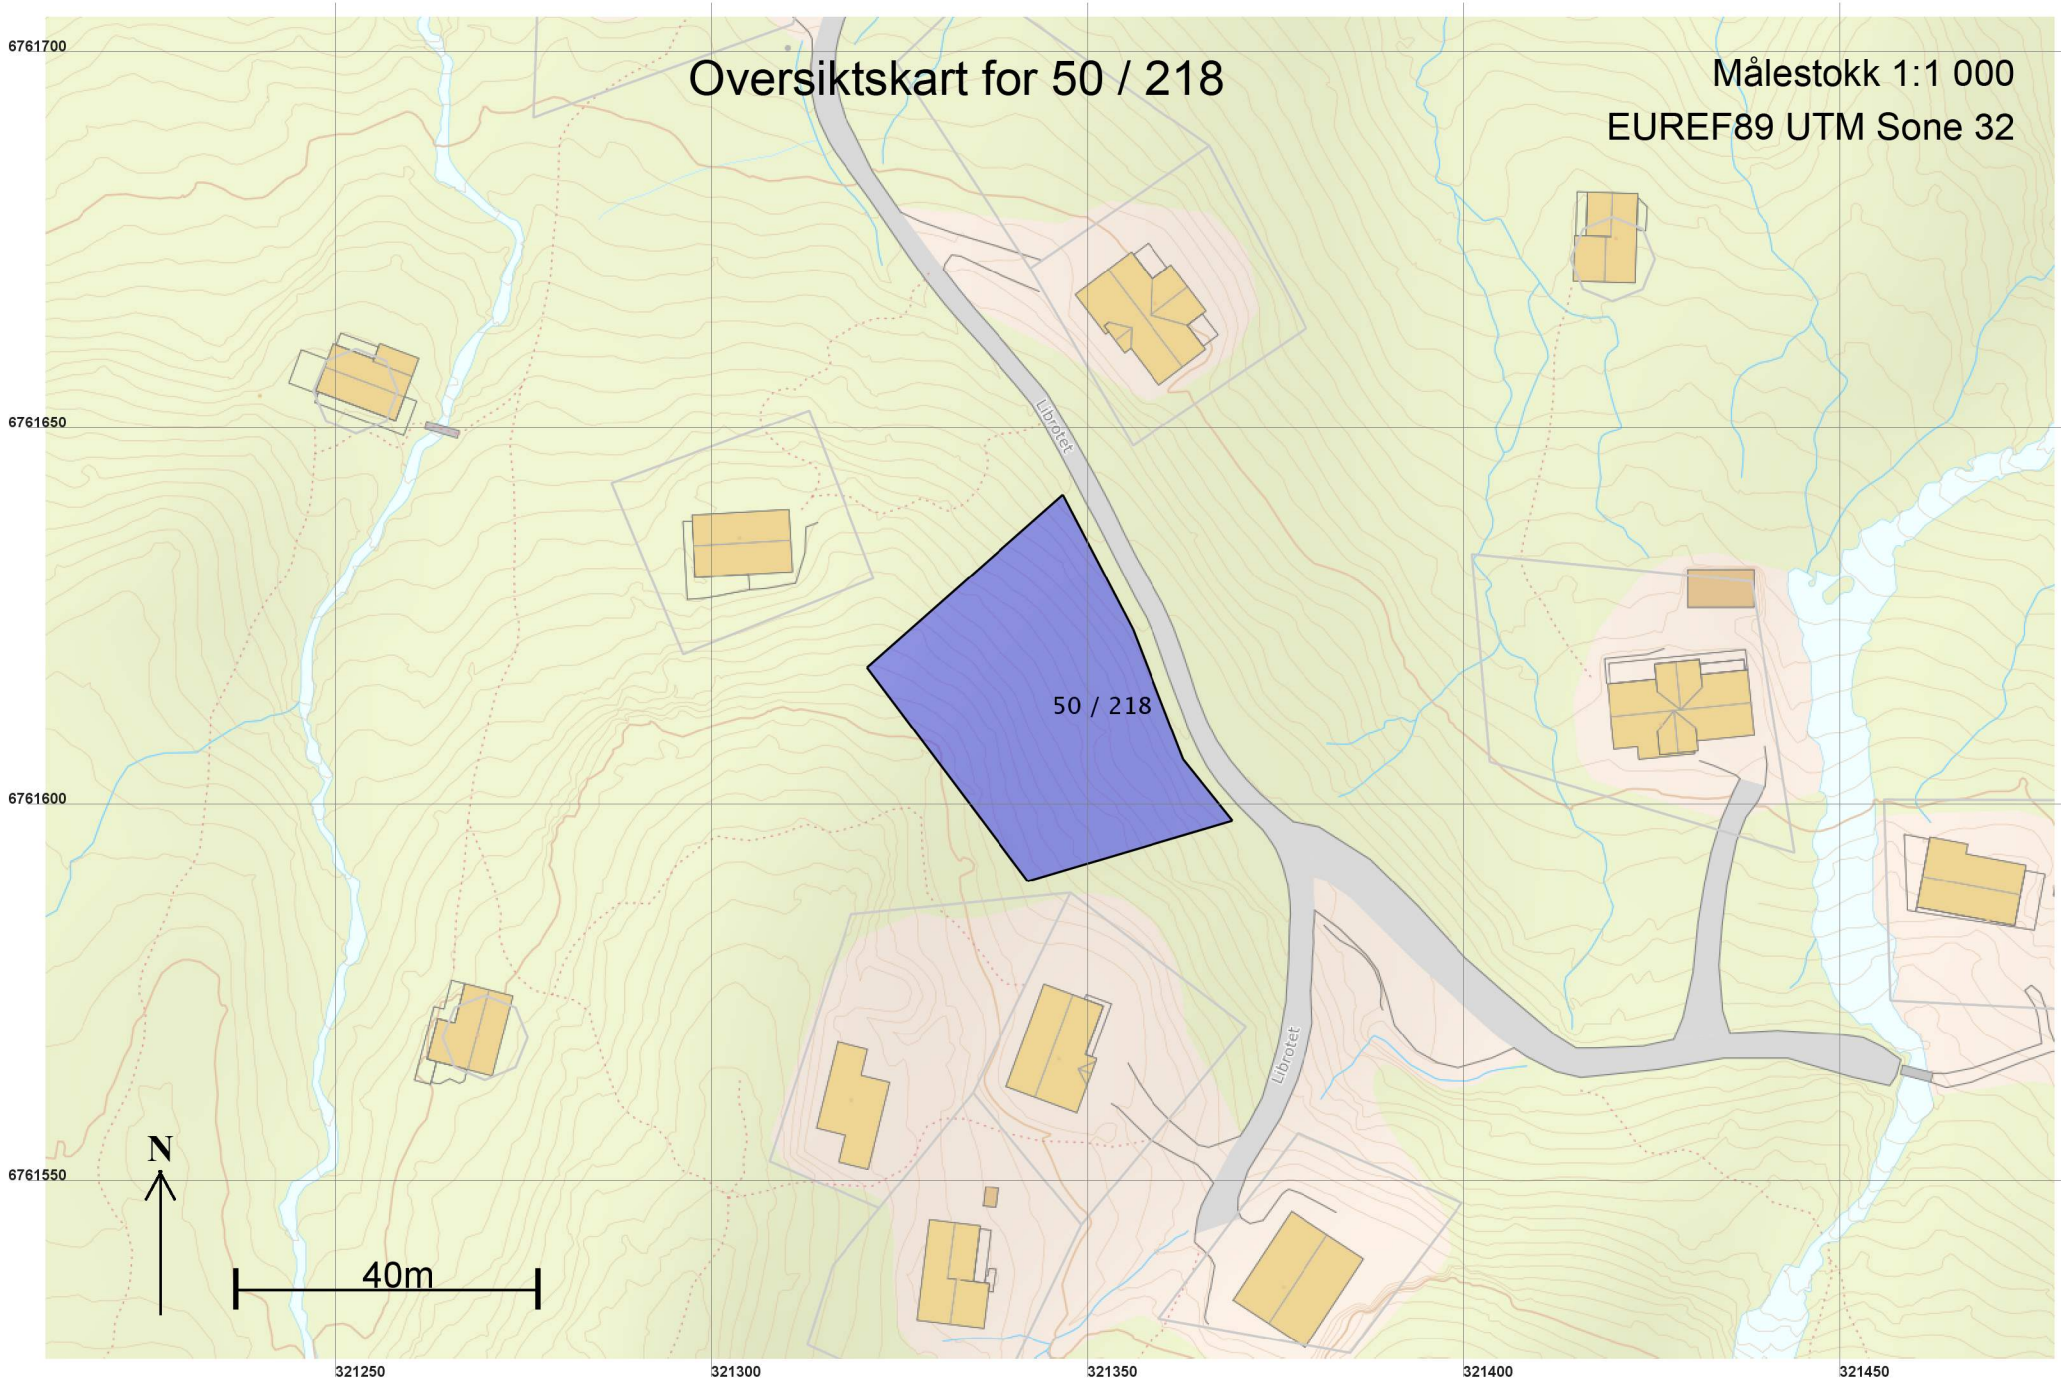 6761700
Oversiktskart for 50 / 218
Målestokk 1:1 000
EUREF89 UTM Sone 32
Librotet
6761650
50 / 218
6761600
Librotet
N
6761550
40m
321250
321300
321350
321400
321450